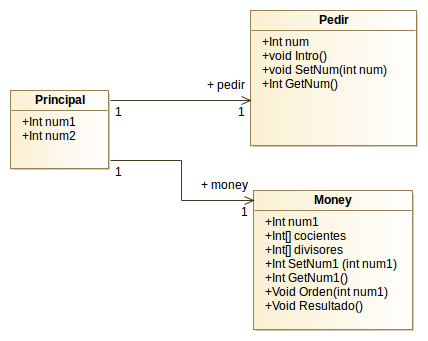 Pedir
+Int num
+void Intro()
+void SetNum(int num)
+Int GetNum()
+ pedir
1
1
Principal
+Int num1
+Int num2
1
+ money
1
Money
+Int num1
+Int[] cocientes
+Int[] divisores
+Int SetNum1 (int num1)
+Int GetNum1()
+Void Orden(int num1)
+Void Resultado()